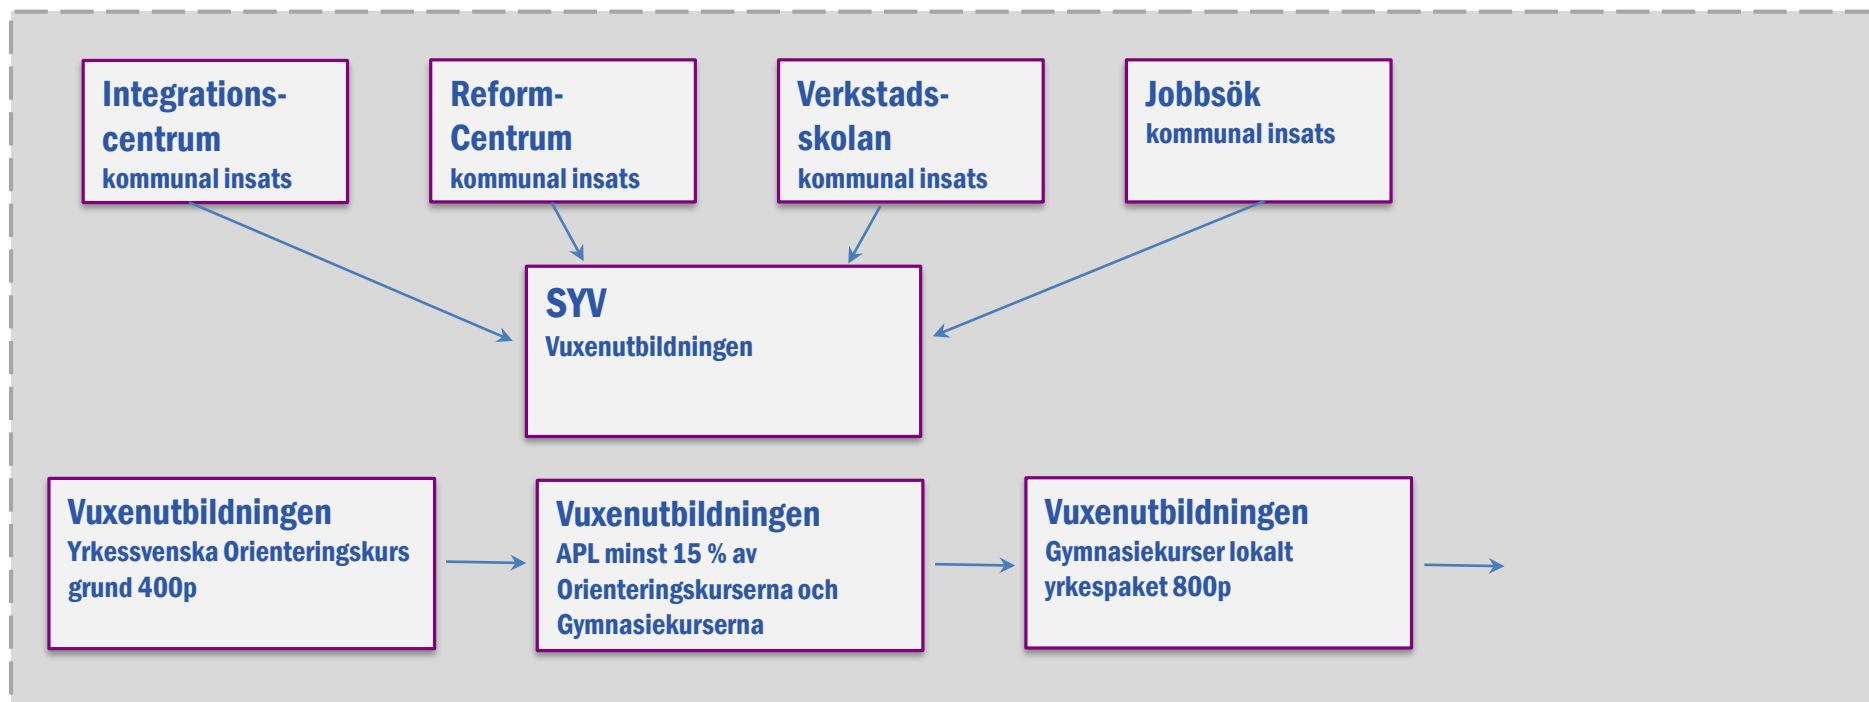 Integrations-
centrum
kommunal insats
Reform-
Centrum
kommunal insats
Verkstads-
skolan
kommunal insats
Jobbsök
kommunal insats
SYV
Vuxenutbildningen
Vuxenutbildningen
Yrkessvenska Orienteringskurs
grund 400p
Vuxenutbildningen
APL minst 15 % av
Orienteringskurserna och
Gymnasiekurserna
Vuxenutbildningen
Gymnasiekurser lokalt
yrkespaket 800p